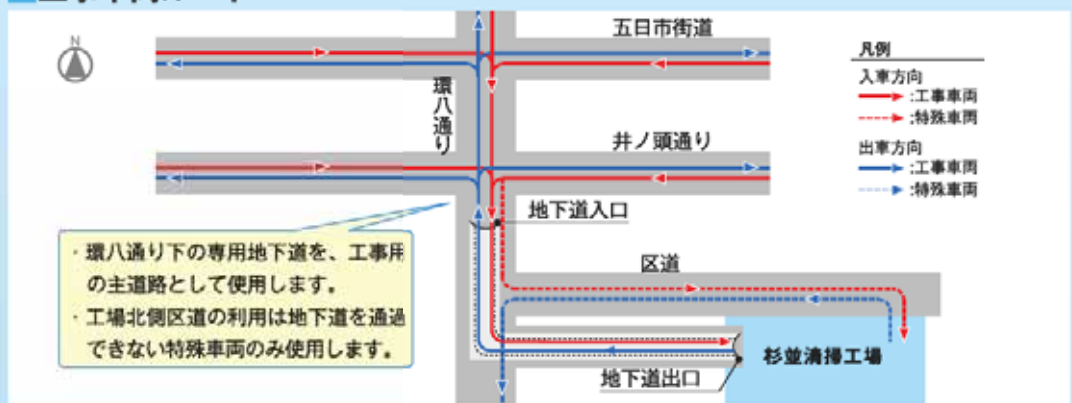 N
五日市街道
環八通り
井ノ頭通り
地下道入口
区道
・環八通り下の専用地下道を、工事用
の主道路として使用します。
・工場北側区道の利用は地下道を通過
できない特殊車両のみ使用します。
杉並清掃工場
地下道出口
凡例
入車方向
:工事車両
:特殊車両
出車方向
:工事車両
:特殊車両